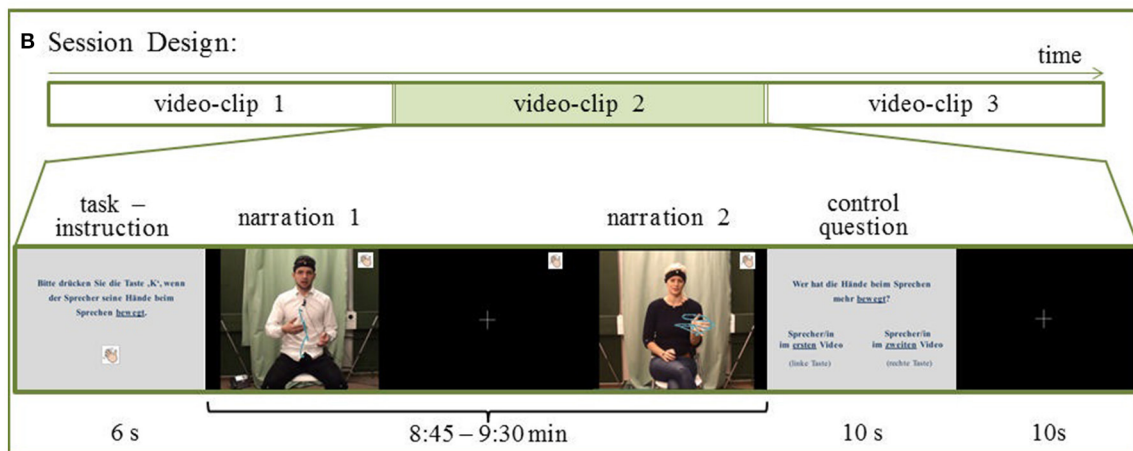 B Session Design:
time
video-clip 1
video-clip 2
video-clip 3
task –
instruction
narration 1
narration 2
control
question
Bitte drücken Sie die Taste ‚K‘, wenn
der Sprecher seine Hände beim
Sprechen bewegt.
Wer hat die Hände beim Sprechen
mehr bewegt?
Sprecher/in
im ersten Video
(linke Taste)
Sprecher/in
im zweiten Video
(rechte Taste)
6 s
8:45 – 9:30 min
10 s
10s